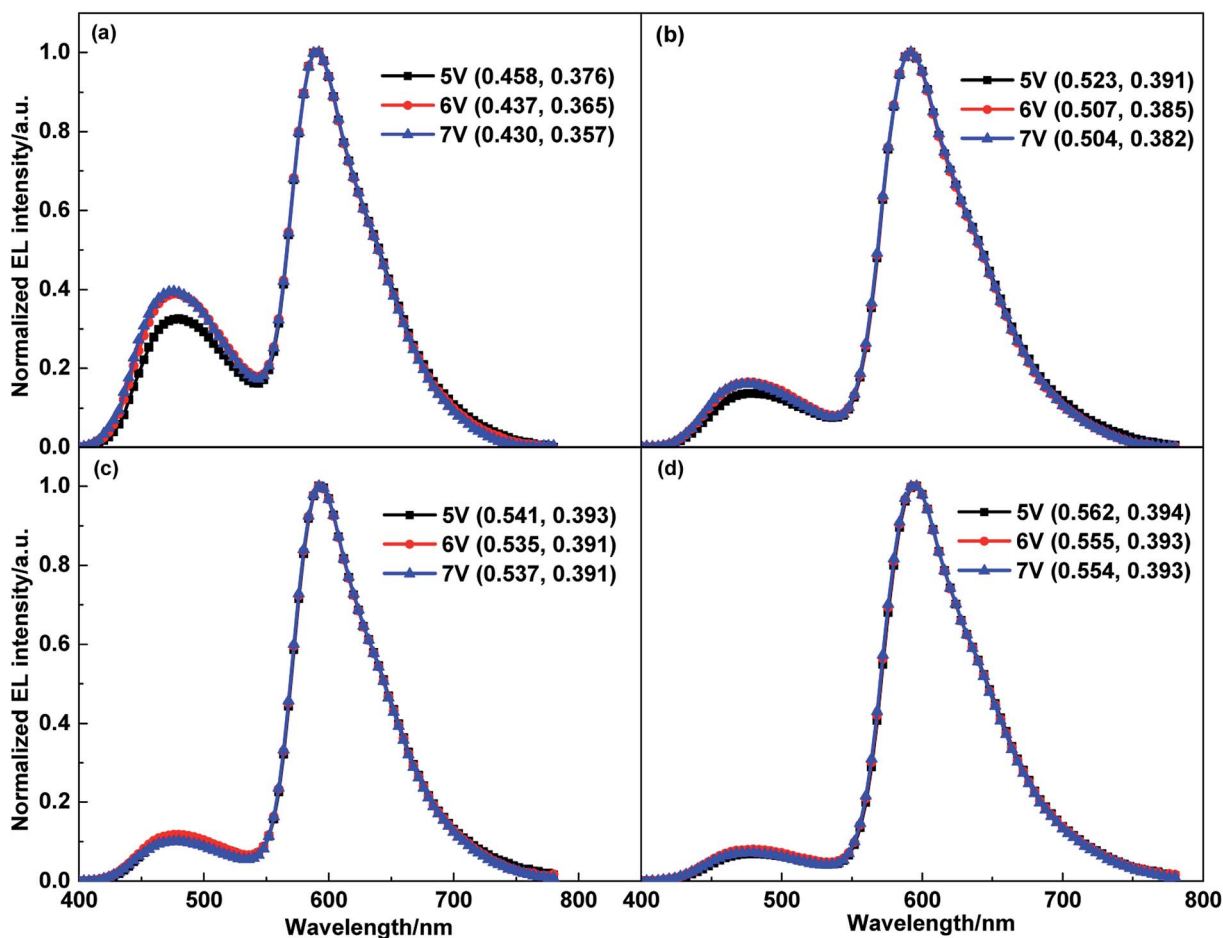 (a)
5V (0.458, 0.376)
6V (0.437, 0.365)
7V (0.430, 0.357)
(b)
5V (0.523, 0.391)
6V (0.507, 0.385)
7V (0.504, 0.382)
1.0
0.8
0.6
0.4
0.2
0.0
Normalized EL intensity/a.u.
(c)
5V (0.541, 0.393)
6V (0.535, 0.391)
7V (0.537, 0.391)
(d)
5V (0.562, 0.394)
6V (0.555, 0.393)
7V (0.554, 0.393)
1.0
0.8
0.6
0.4
0.2
0.0
Normalized EL intensity/a.u.
400 500 600 700 800
400 500 600 700 800
Wavelength/nm
Wavelength/nm